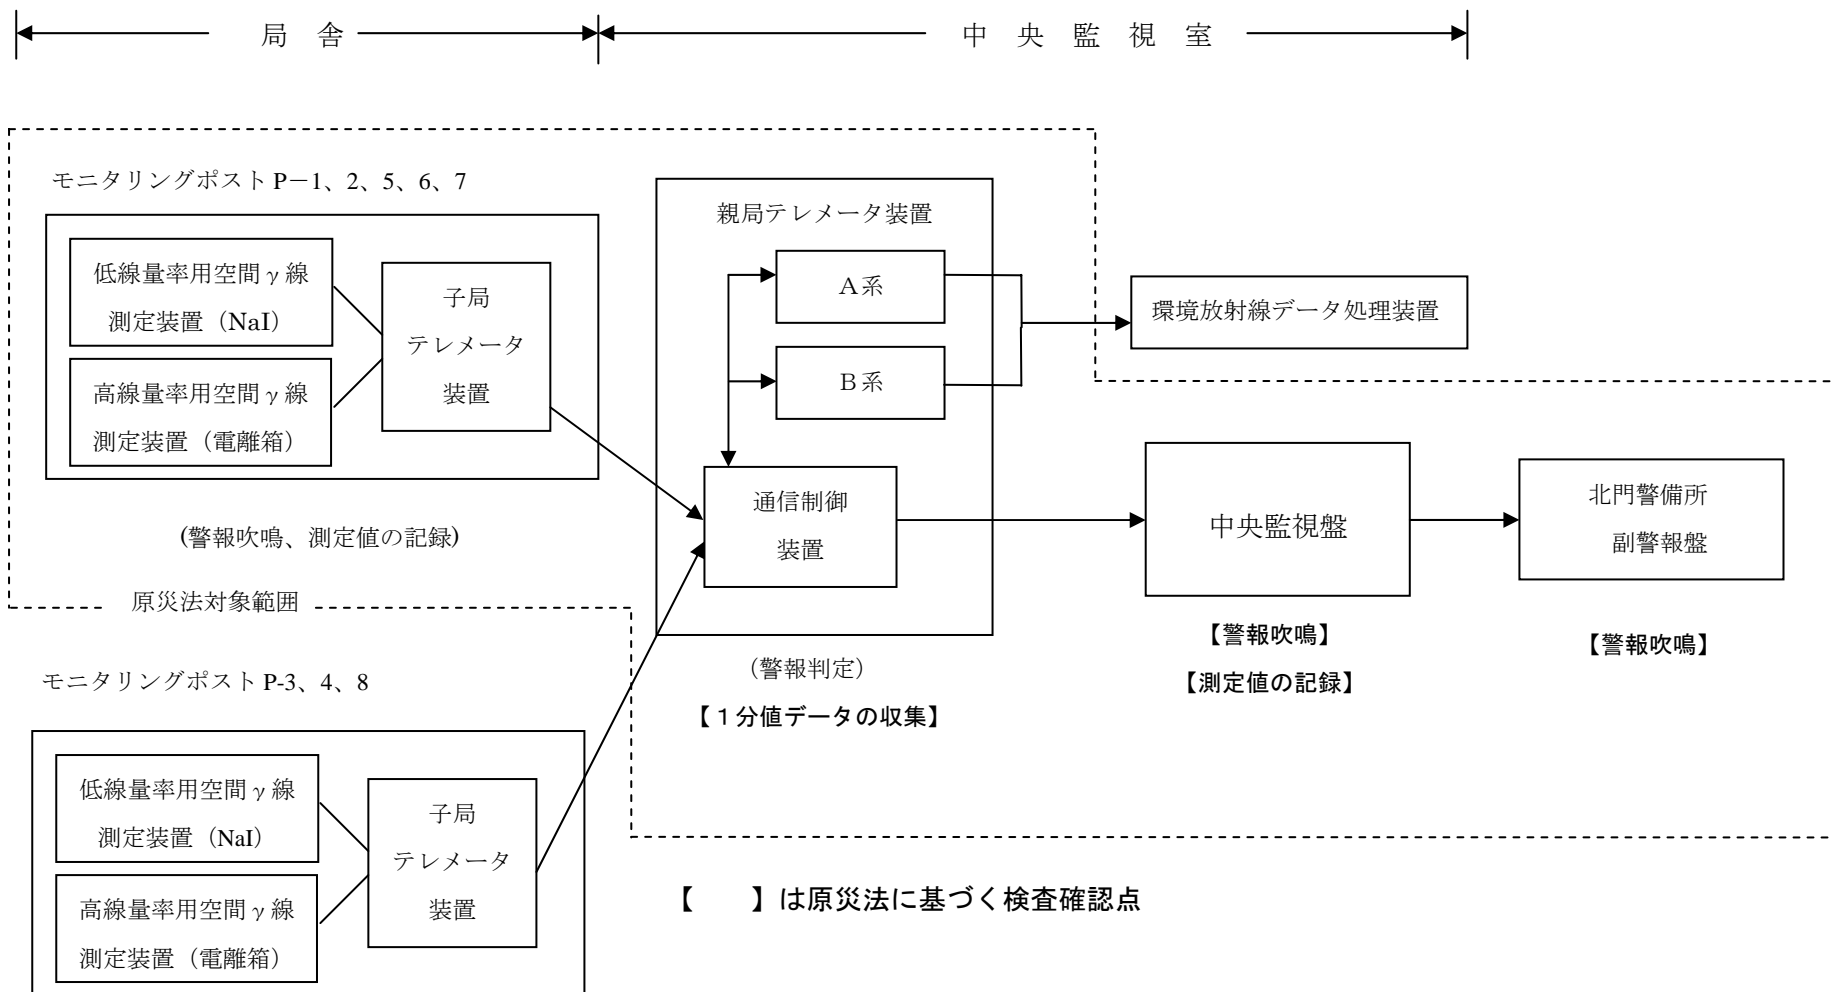 局　舎
中　央　監　視　室
モニタリングポスト P－1、2、5、6、7
低線量率用空間γ線
測定装置（NaI）
高線量率用空間γ線
測定装置（電離箱）
子局
テレメータ
装置
(警報吹鳴、測定値の記録)
原災法対象範囲
親局テレメータ装置
Ａ系
Ｂ系
通信制御
装置
（警報判定）
【１分値データの収集】
環境放射線データ処理装置
中央監視盤
【警報吹鳴】
【測定値の記録】
北門警備所
副警報盤
【警報吹鳴】
モニタリングポスト P-3、4、8
低線量率用空間γ線
測定装置（NaI）
高線量率用空間γ線
測定装置（電離箱）
子局
テレメータ
装置
【　　】は原災法に基づく検査確認点